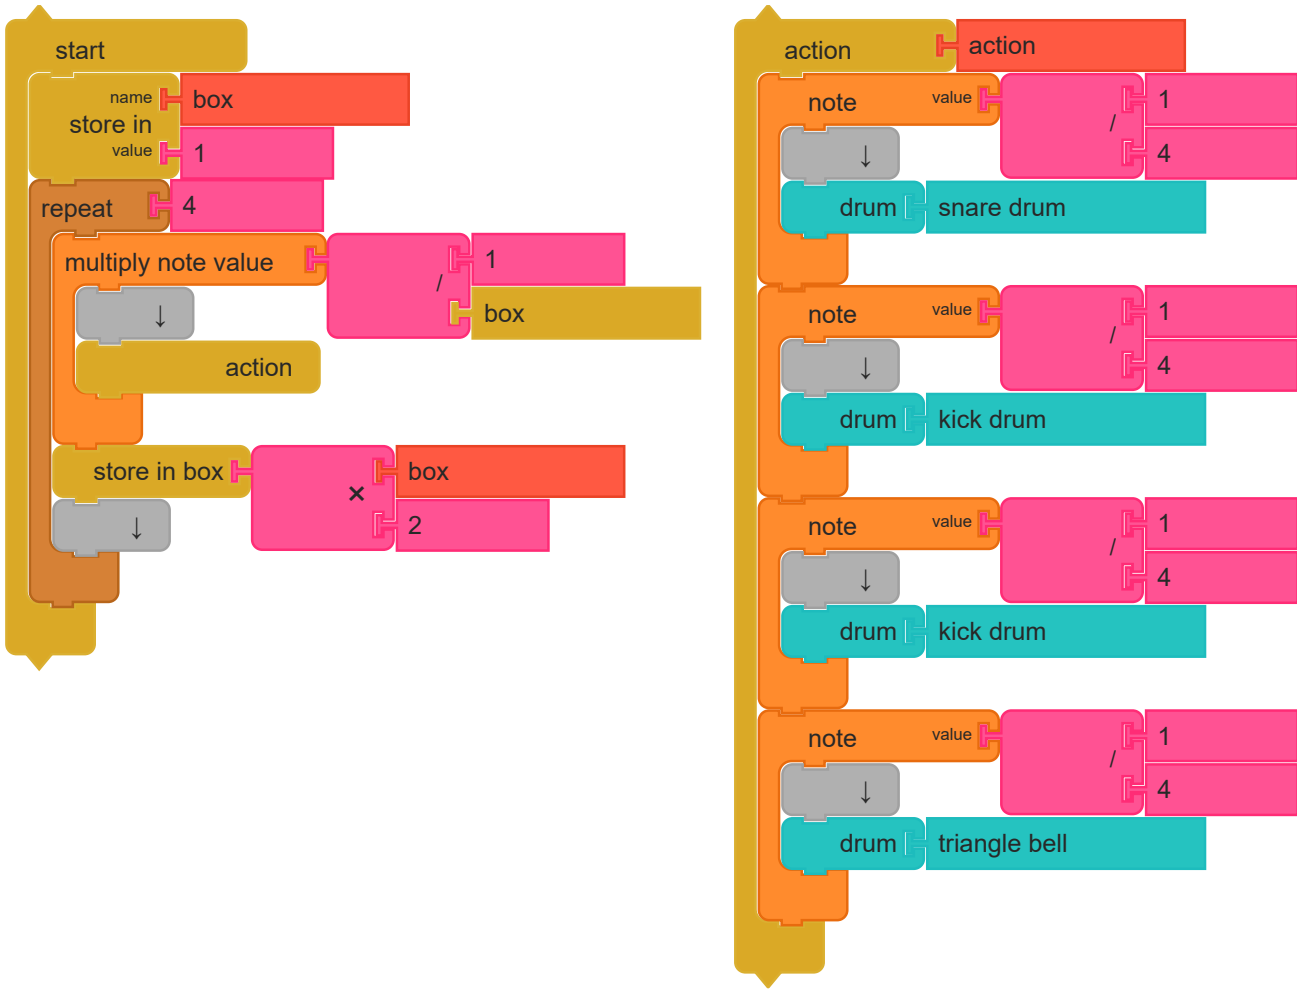 start
name
box
store in
value
1
repeat
4
multiply note value
/
1
box
↓
action
store in box
×
box
2
↓
action
action
note
value
/
1
4
↓
drum
snare drum
note
value
/
1
4
↓
drum
kick drum
note
value
/
1
4
↓
drum
kick drum
note
value
/
1
4
↓
drum
triangle bell